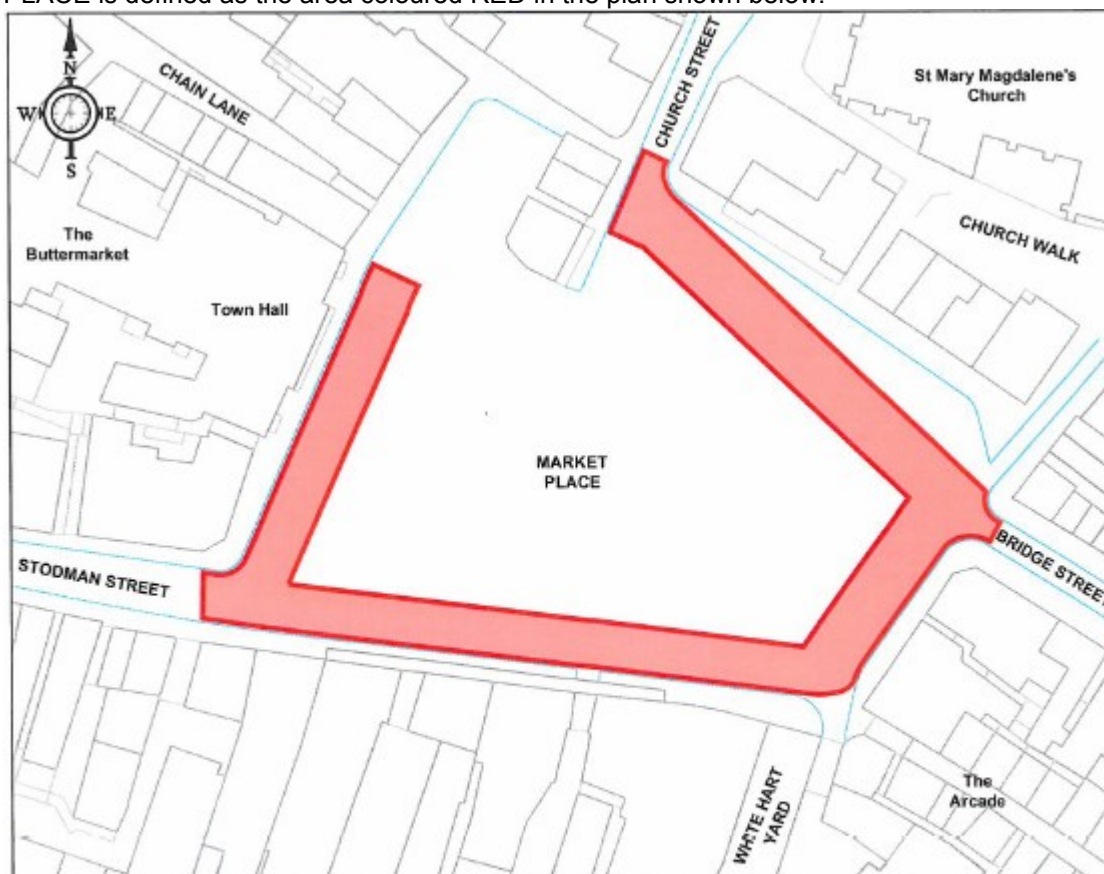 PLACE is defined as the area coloured RED in the plan shown below.
N
W E
S
CHAIN LANE
CHURCH STREET
St Mary Magdalene's
Church
The
Buttermarket
CHURCH WALK
Town Hall
MARKET
PLACE
STODMAN STREET
BRIDGE STREET
WHITE HART
YARD
The
Arcade